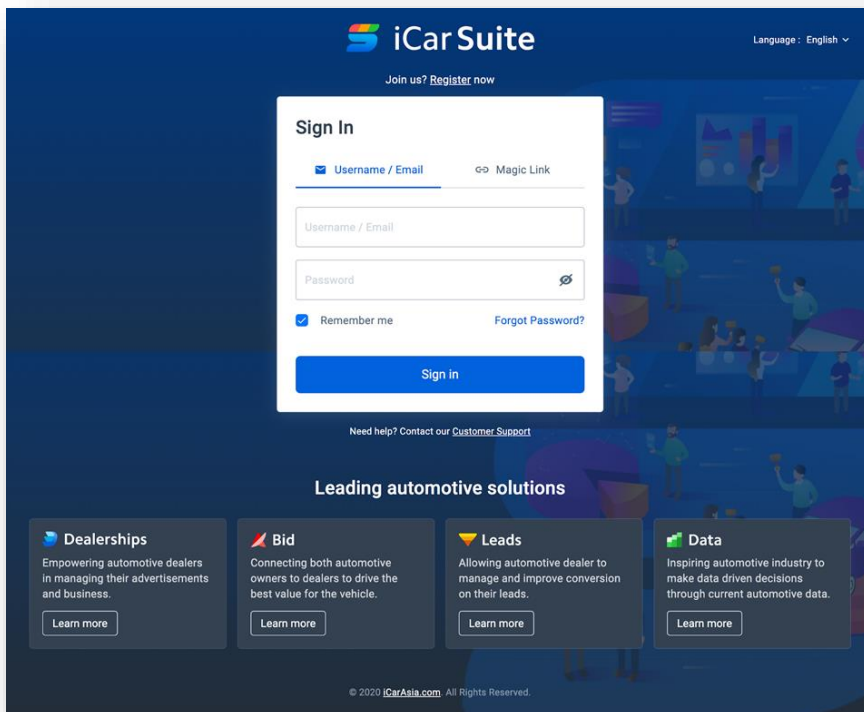 iCar Suite
Language : English
Join us? Register now
Sign In
Username / Email
Magic Link
Username / Email
Password
Remember me
Forgot Password?
Sign in
Need help? Contact our Customer Support
Leading automotive solutions
Dealerships
Empowering automotive dealers
in managing their advertisements
and business.
Learn more
Bid
Connecting both automotive
owners to dealers to drive the
best value for the vehicle.
Learn more
Leads
Allowing automotive dealer to
manage and improve conversion
on their leads.
Learn more
Data
Inspiring automotive industry to
make data driven decisions
through current automotive data.
Learn more
© 2020 iCarAsia.com. All Rights Reserved.